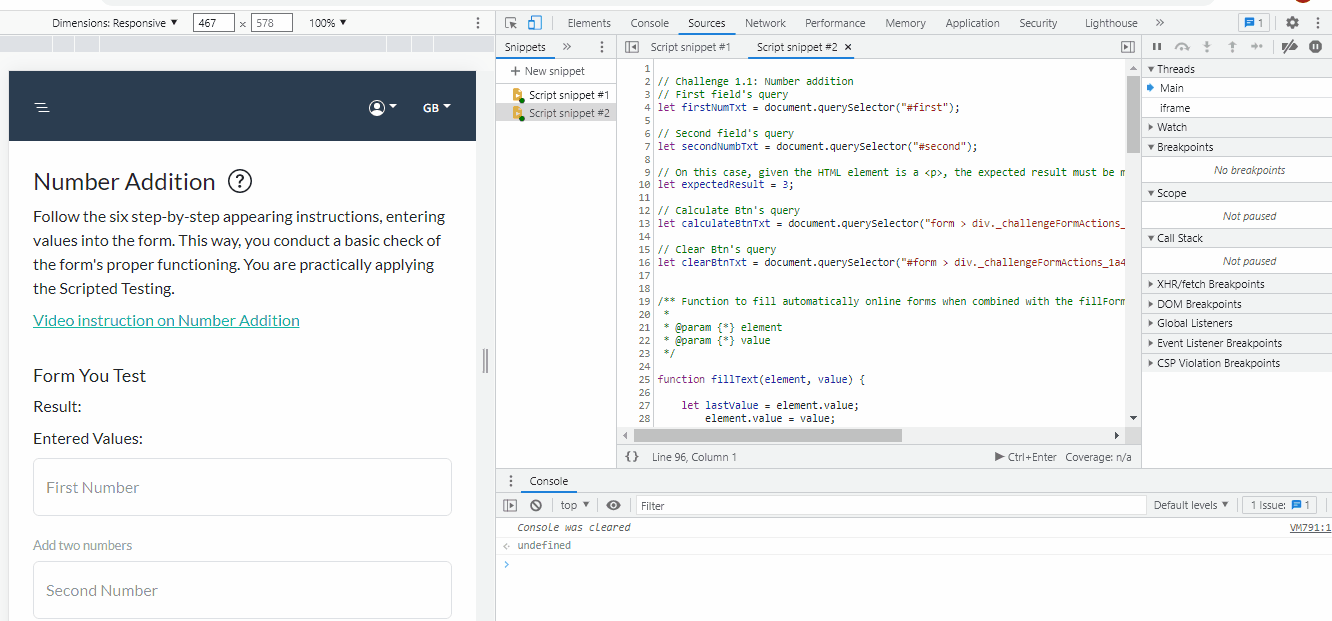 Dimensions: Responsive ▼ 467 × 578 100% ▼
GB
Number Addition ?
Follow the six step-by-step appearing instructions, entering
values into the form. This way, you conduct a basic check of
the form's proper functioning. You are practically applying
the Scripted Testing.
Video instruction on Number Addition
Form You Test
Result:
Entered Values:
First Number
Add two numbers
Second Number
Elements Console Sources Network Performance Memory Application Security Lighthouse » 1
Snippets »
+ New snippet
Script snippet #1
Script snippet #2
Script snippet #1 Script snippet #2 ×
1
2 // Challenge 1.1: Number addition
3 // First field's query
4 let firstNumTxt = document.querySelector("#first");
5
6 // Second field's query
7 let secondNumbTxt = document.querySelector("#second");
8
9 // On this case, given the HTML element is a <p>, the expected result must be m
10 let expectedResult = 3;
11
12 // Calculate Btn's query
13 let calculateBtnTxt = document.querySelector("form > div._challengeFormActions_
14
15 // Clear Btn's query
16 let clearBtnTxt = document.querySelector("#form > div._challengeFormActions_1a4
17
18
19 /** Function to fill automatically online forms when combined with the fillForm
20 *
21 * @param {*} element
22 * @param {*} value
23 */
24
25 function fillText(element, value) {
26
27 let lastValue = element.value;
28 element.value = value;
{} Line 96, Column 1 ▶ Ctrl+Enter Coverage: n/a
Threads
Main
iframe
Watch
Breakpoints
No breakpoints
Scope
Not paused
Call Stack
Not paused
XHR/fetch Breakpoints
DOM Breakpoints
Global Listeners
Event Listener Breakpoints
CSP Violation Breakpoints
Console
top ▼ Filter Default levels ▼ 1 Issue: 1
Console was cleared VM791:1
undefined